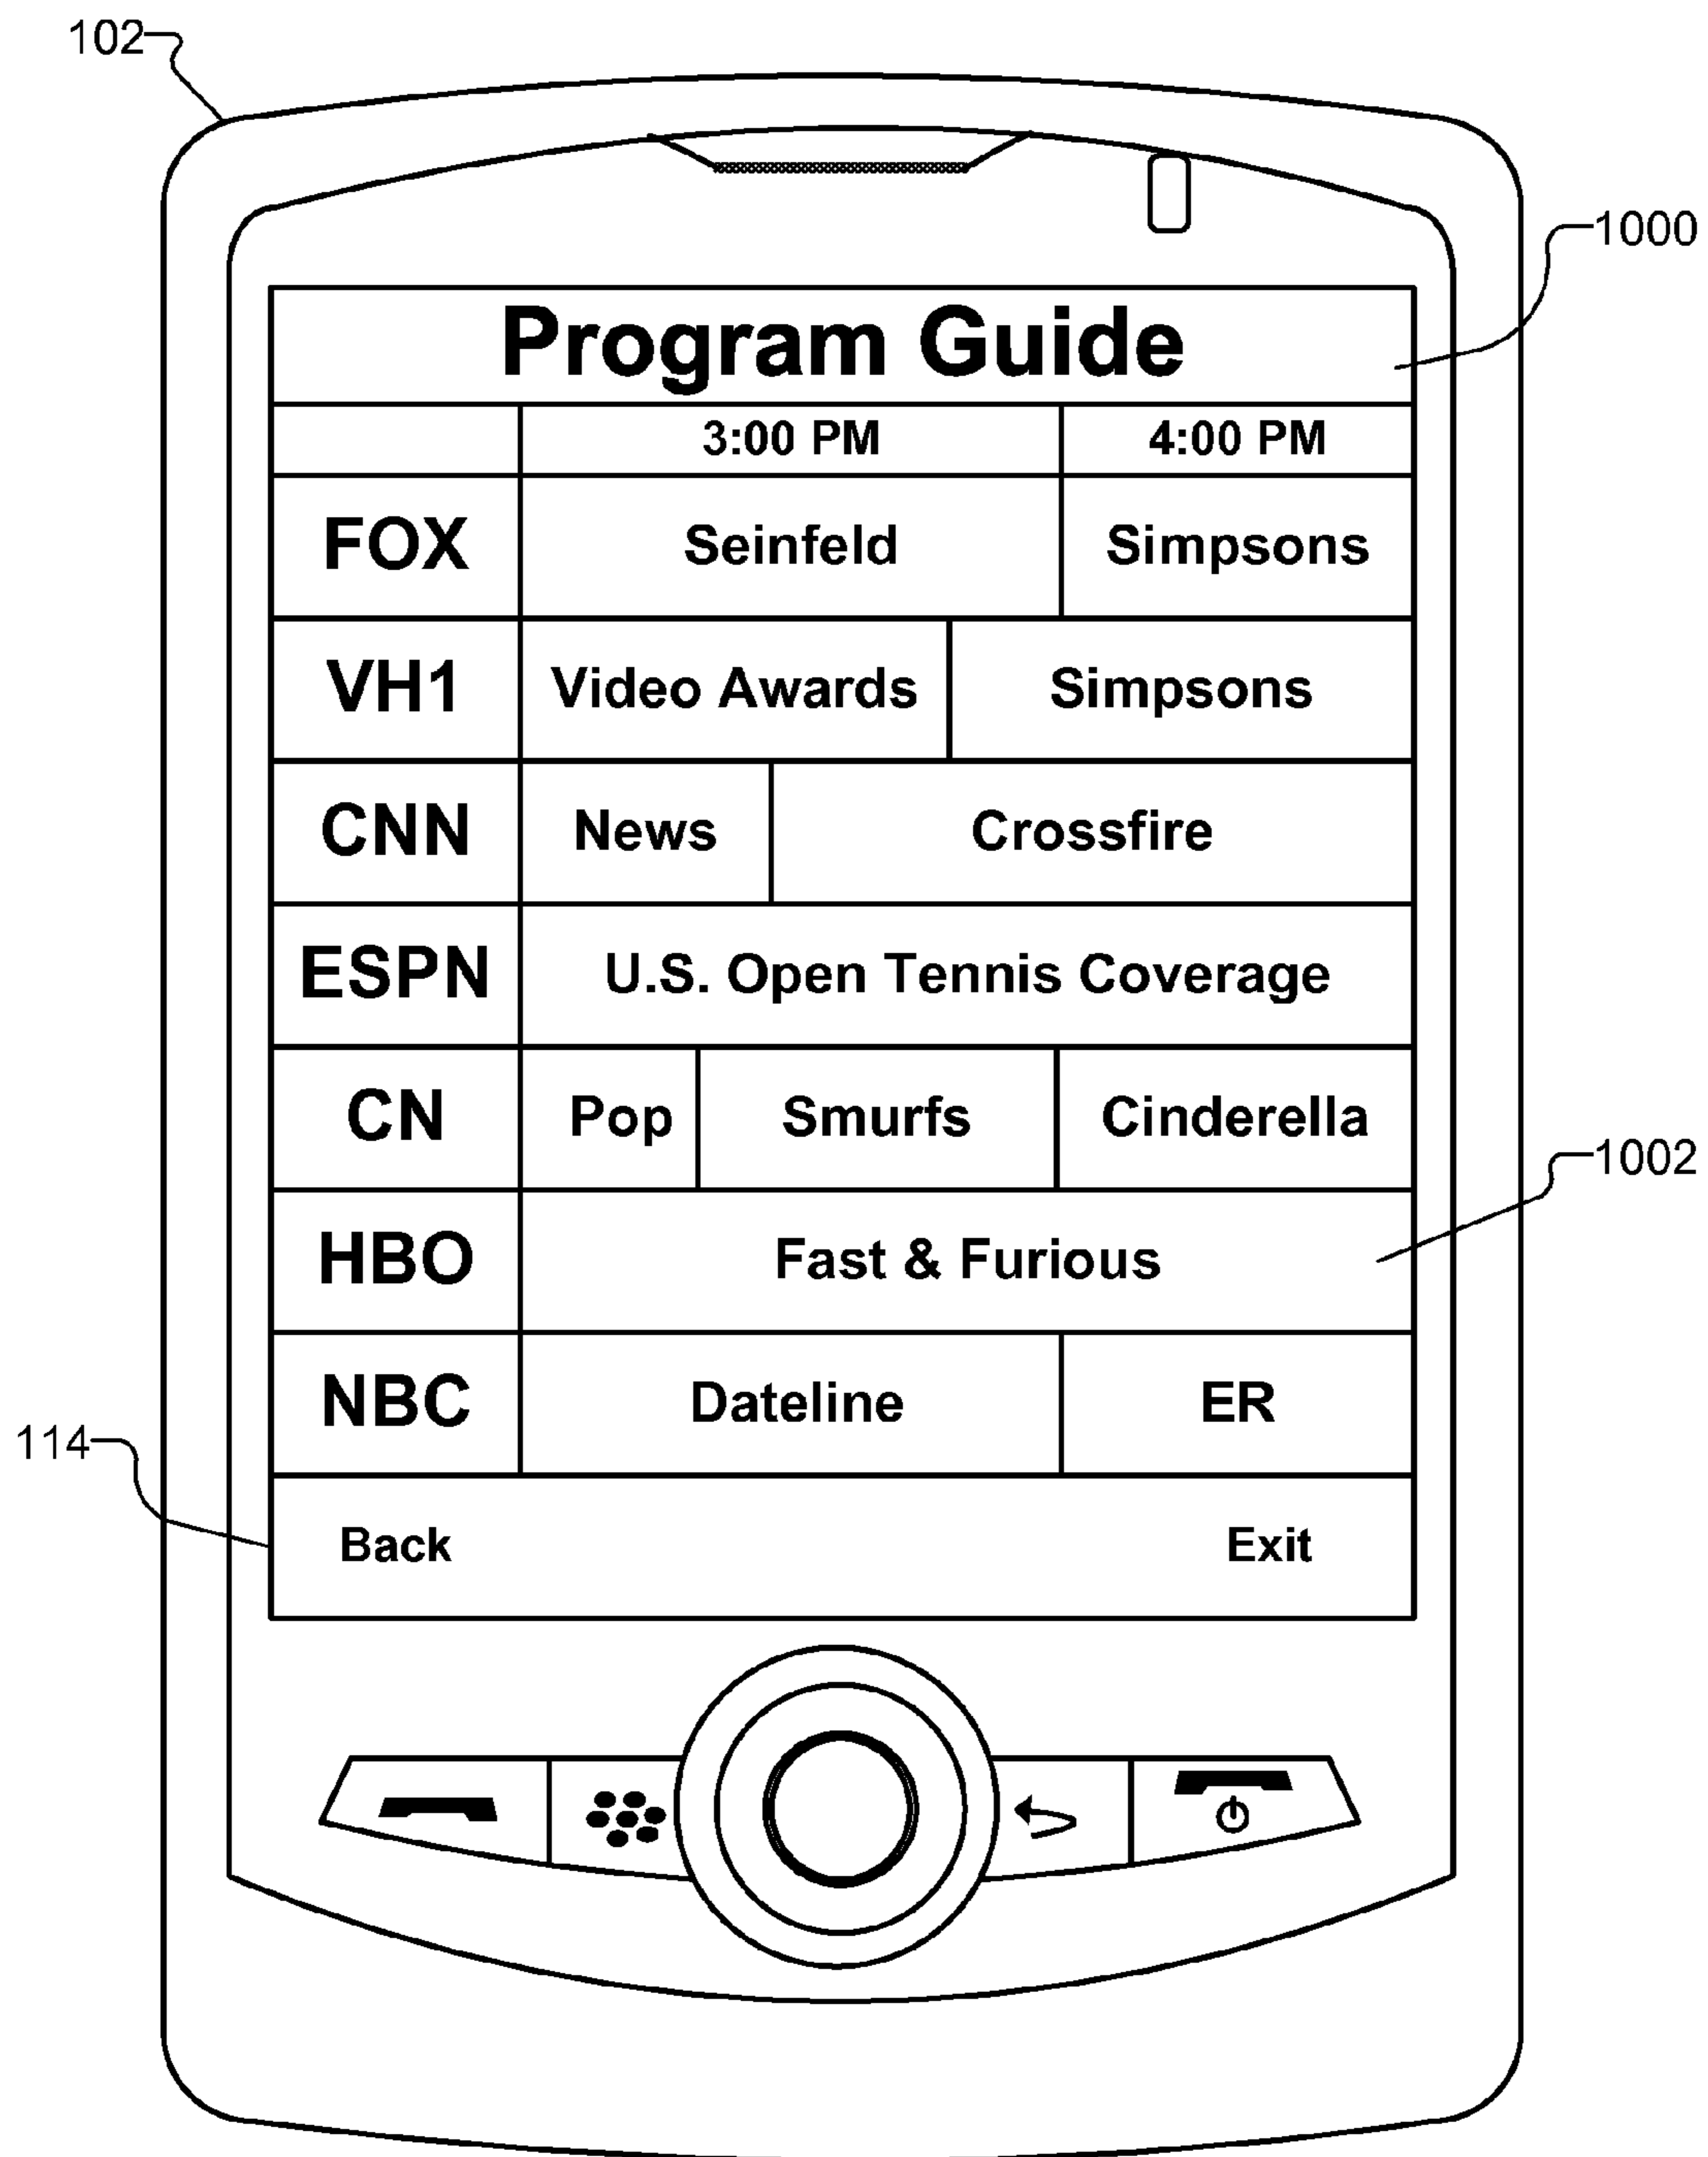 102
1000
Program Guide
3:00 PM 4:00 PM
FOX Seinfeld Simpsons
VH1 Video Awards Simpsons
CNN News Crossfire
ESPN U.S. Open Tennis Coverage
CN Pop Smurfs Cinderella
1002
HBO Fast & Furious
NBC Dateline ER
114
Back Exit